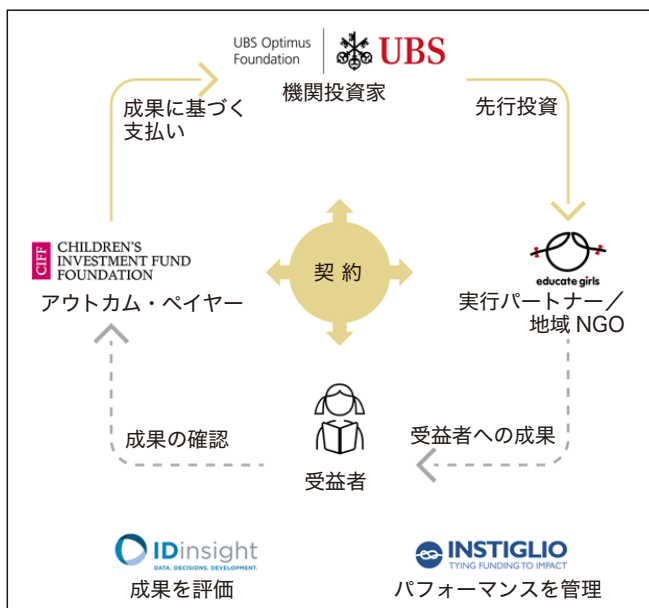 UBS Optimus
Foundation
UBS
機関投資家
成果に基づく
支払い
先行投資
CIFF
CHILDREN'S
INVESTMENT FUND
FOUNDATION
アウトカム・ペイヤー
契約
educate girls
実行パートナー／
地域 NGO
成果の確認
受益者への成果
受益者
IDinsight
DATA. DECISIONS. DEVELOPMENT.
成果を評価
INSTIGLIO
TYING FUNDING TO IMPACT
パフォーマンスを管理